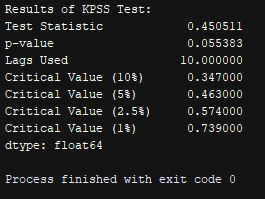 Results of KPSS Test:
Test Statistic 0.450511
p-value 0.055383
Lags Used 10.000000
Critical Value (10%) 0.347000
Critical Value (5%) 0.463000
Critical Value (2.5%) 0.574000
Critical Value (1%) 0.739000
dtype: float64
Process finished with exit code 0